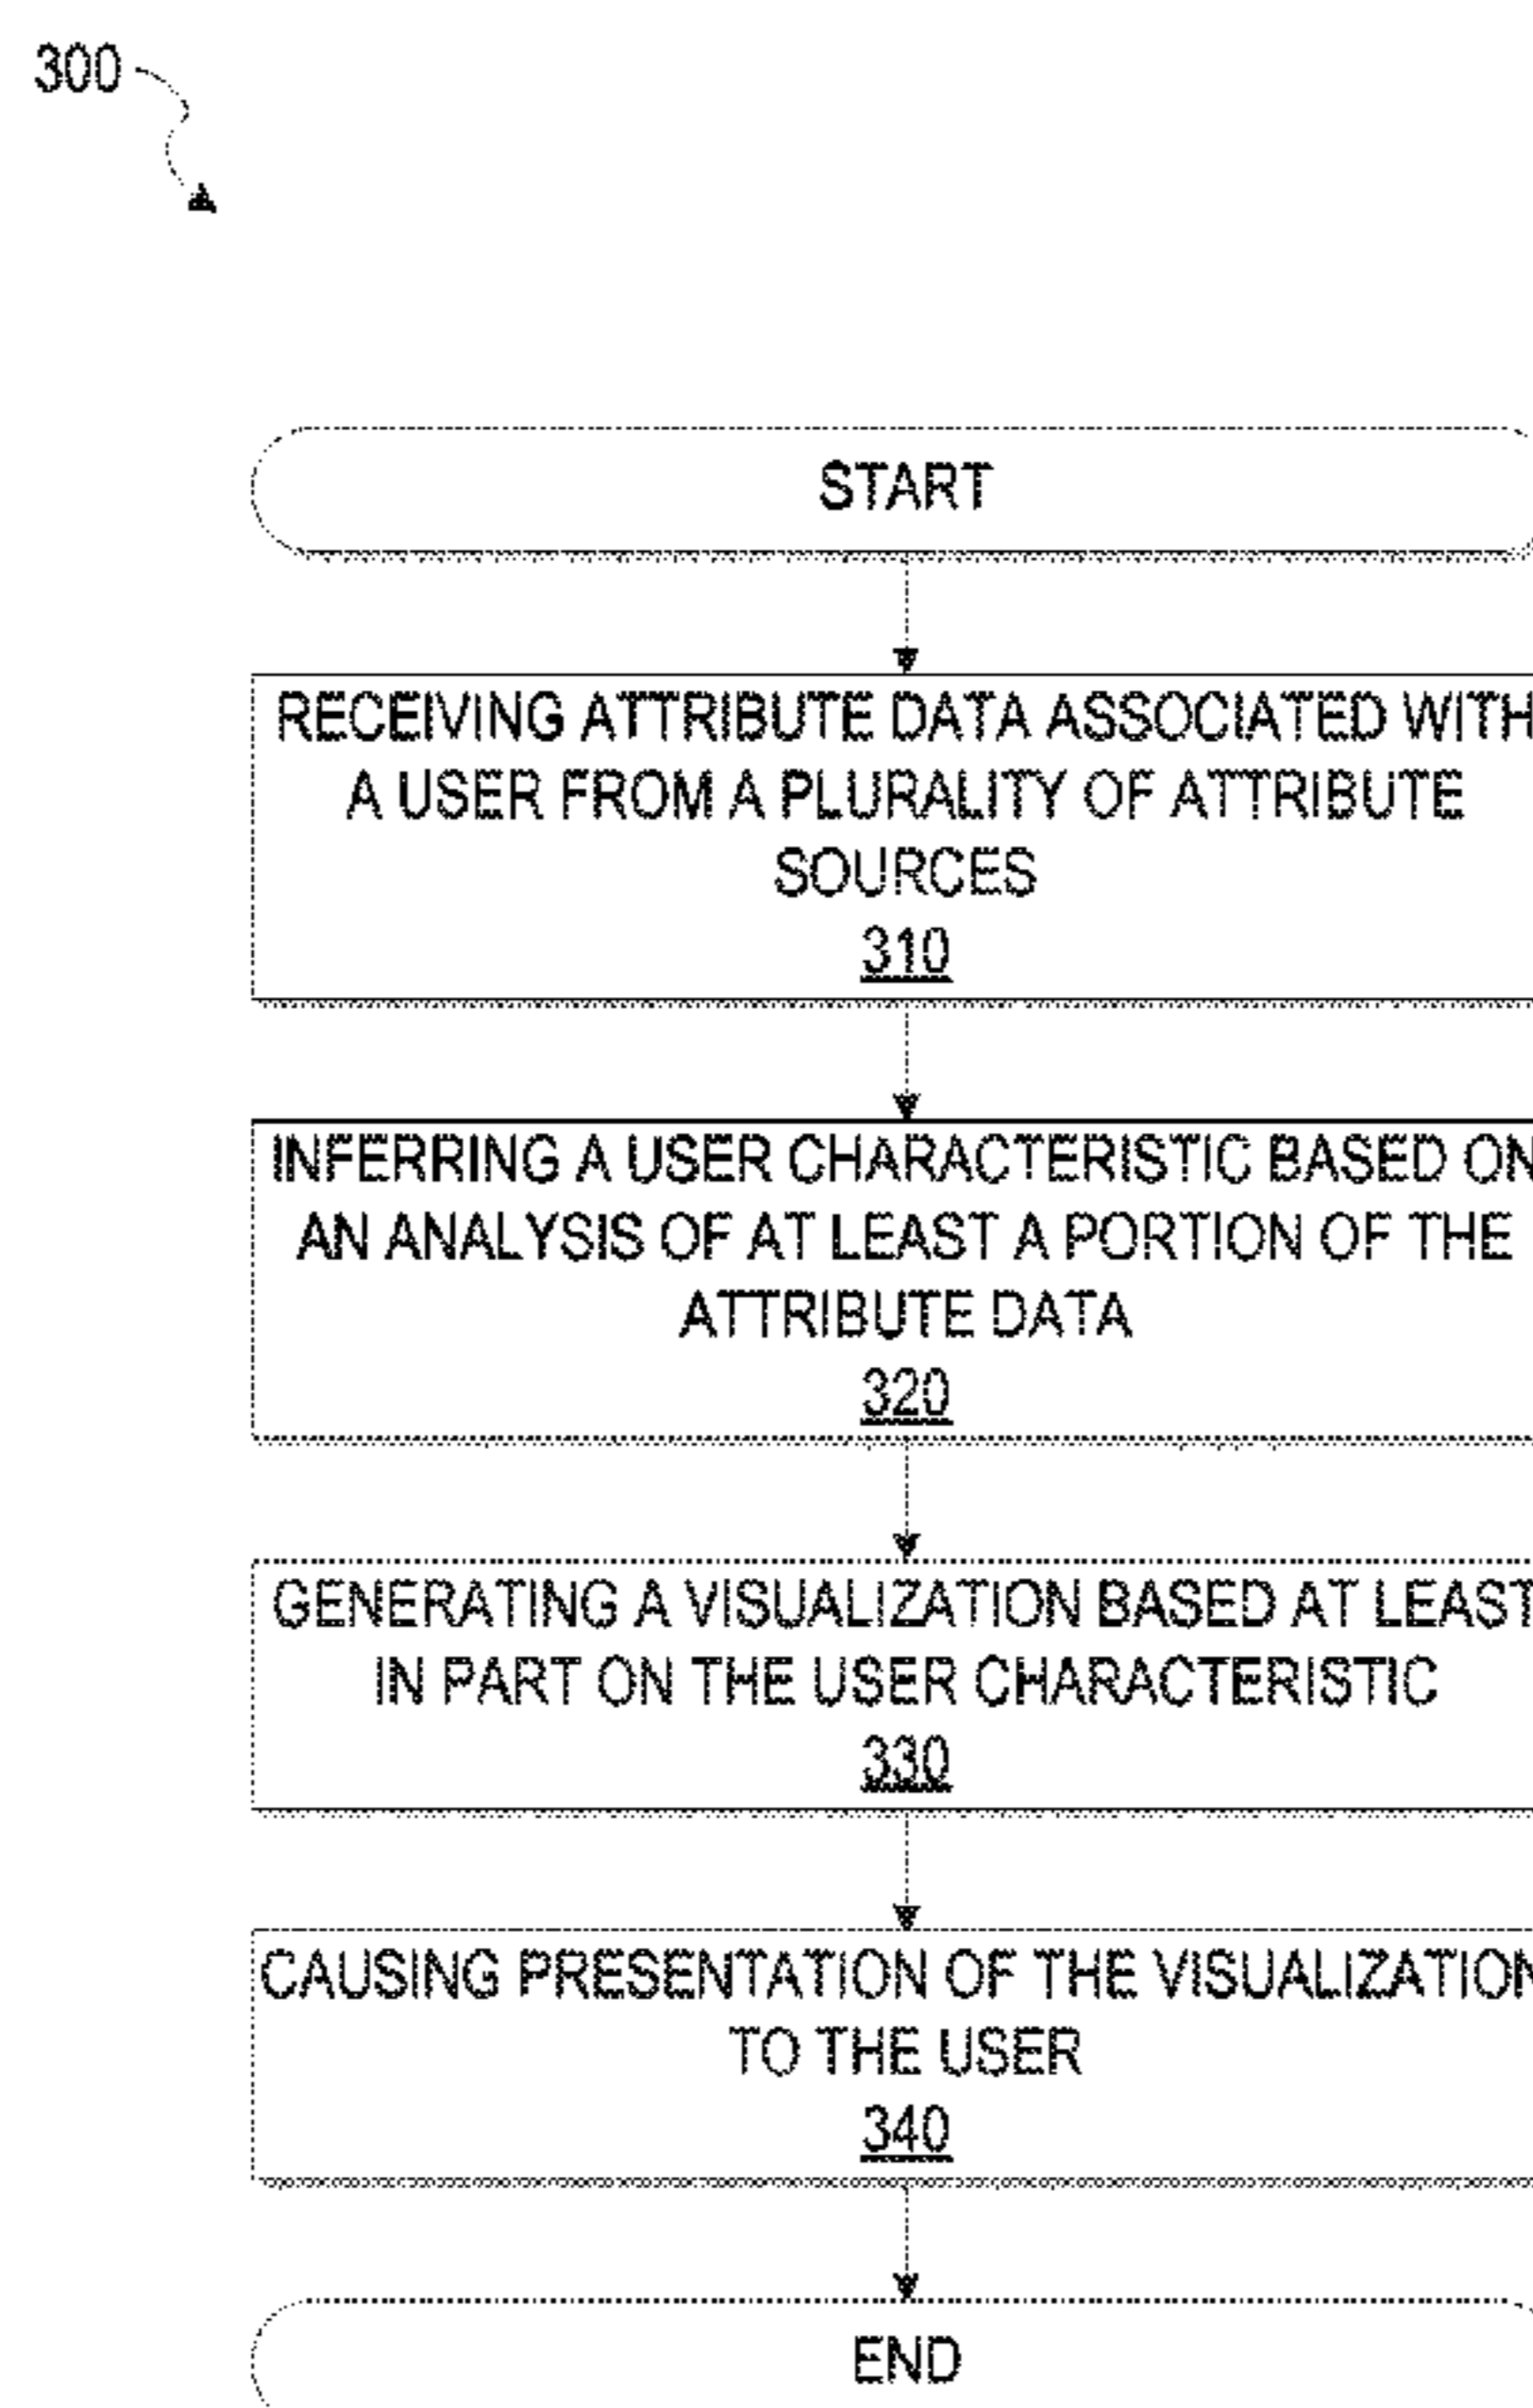 300
START
RECEIVING ATTRIBUTE DATA ASSOCIATED WITH
A USER FROM A PLURALITY OF ATTRIBUTE
SOURCES
310
INFERRING A USER CHARACTERISTIC BASED ON
AN ANALYSIS OF AT LEAST A PORTION OF THE
ATTRIBUTE DATA
320
GENERATING A VISUALIZATION BASED AT LEAST
IN PART ON THE USER CHARACTERISTIC
330
CAUSING PRESENTATION OF THE VISUALIZATION
TO THE USER
340
END